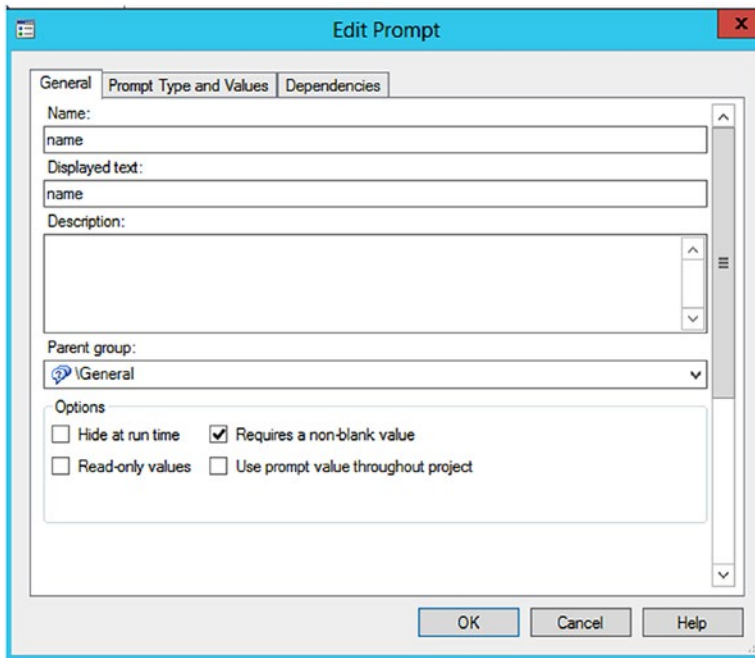 Edit Prompt
x
General Prompt Type and Values Dependencies
Name:
name
Displayed text:
name
Description:
Parent group:
\General
Options
Hide at run time Requires a non-blank value
Read-only values Use prompt value throughout project
OK Cancel Help